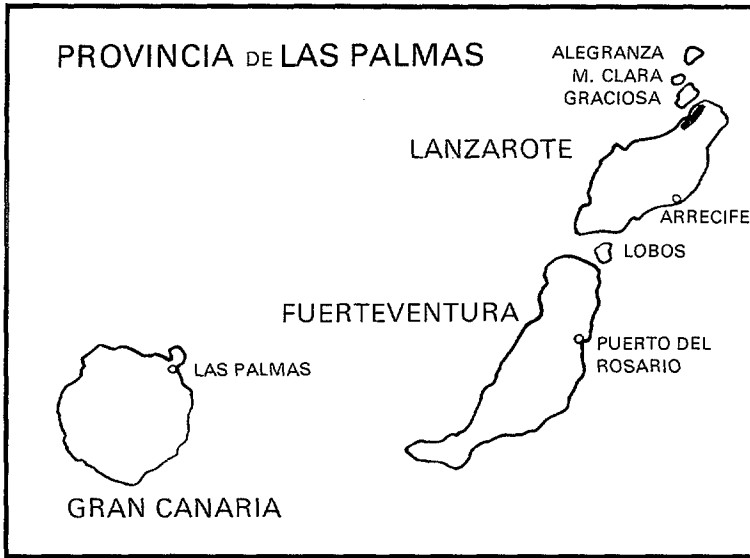 PROVINCIA DE LAS PALMAS
ALEGRANZA
M. CLARA
GRACIOSA
LANZAROTE
ARRECIFE
LOBOS
FUERTEVENTURA
PUERTO DEL
ROSARIO
LAS PALMAS
GRAN CANARIA